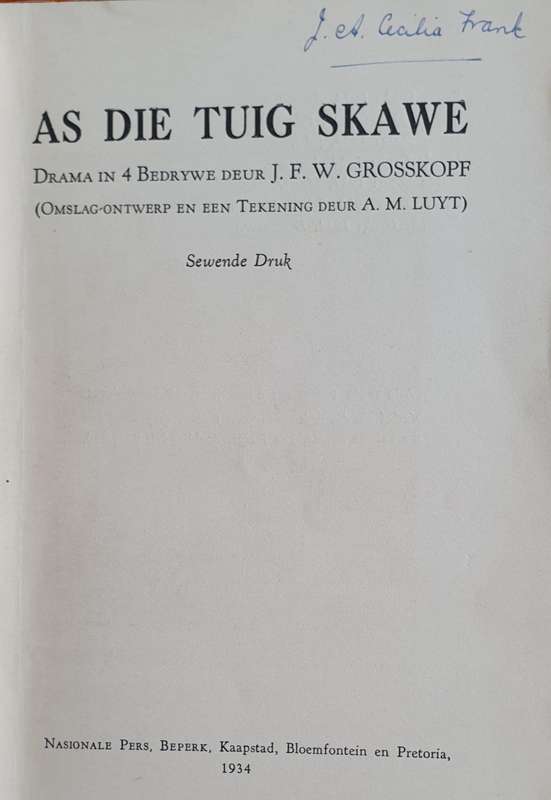 J. et A. Cecilia Frank
AS DIE TUIG SKAWE
DRAMA IN 4 BEDRYWE DEUR J. F. W. GROSSKOPF
(OMSLAG-ONTWERP EN EEN TEKENING DEUR A. M. LUYT)
Sewende Druk
NASIONALE PERS, BEPERK, Kaapstad, Bloemfontein en Pretoria,
1934